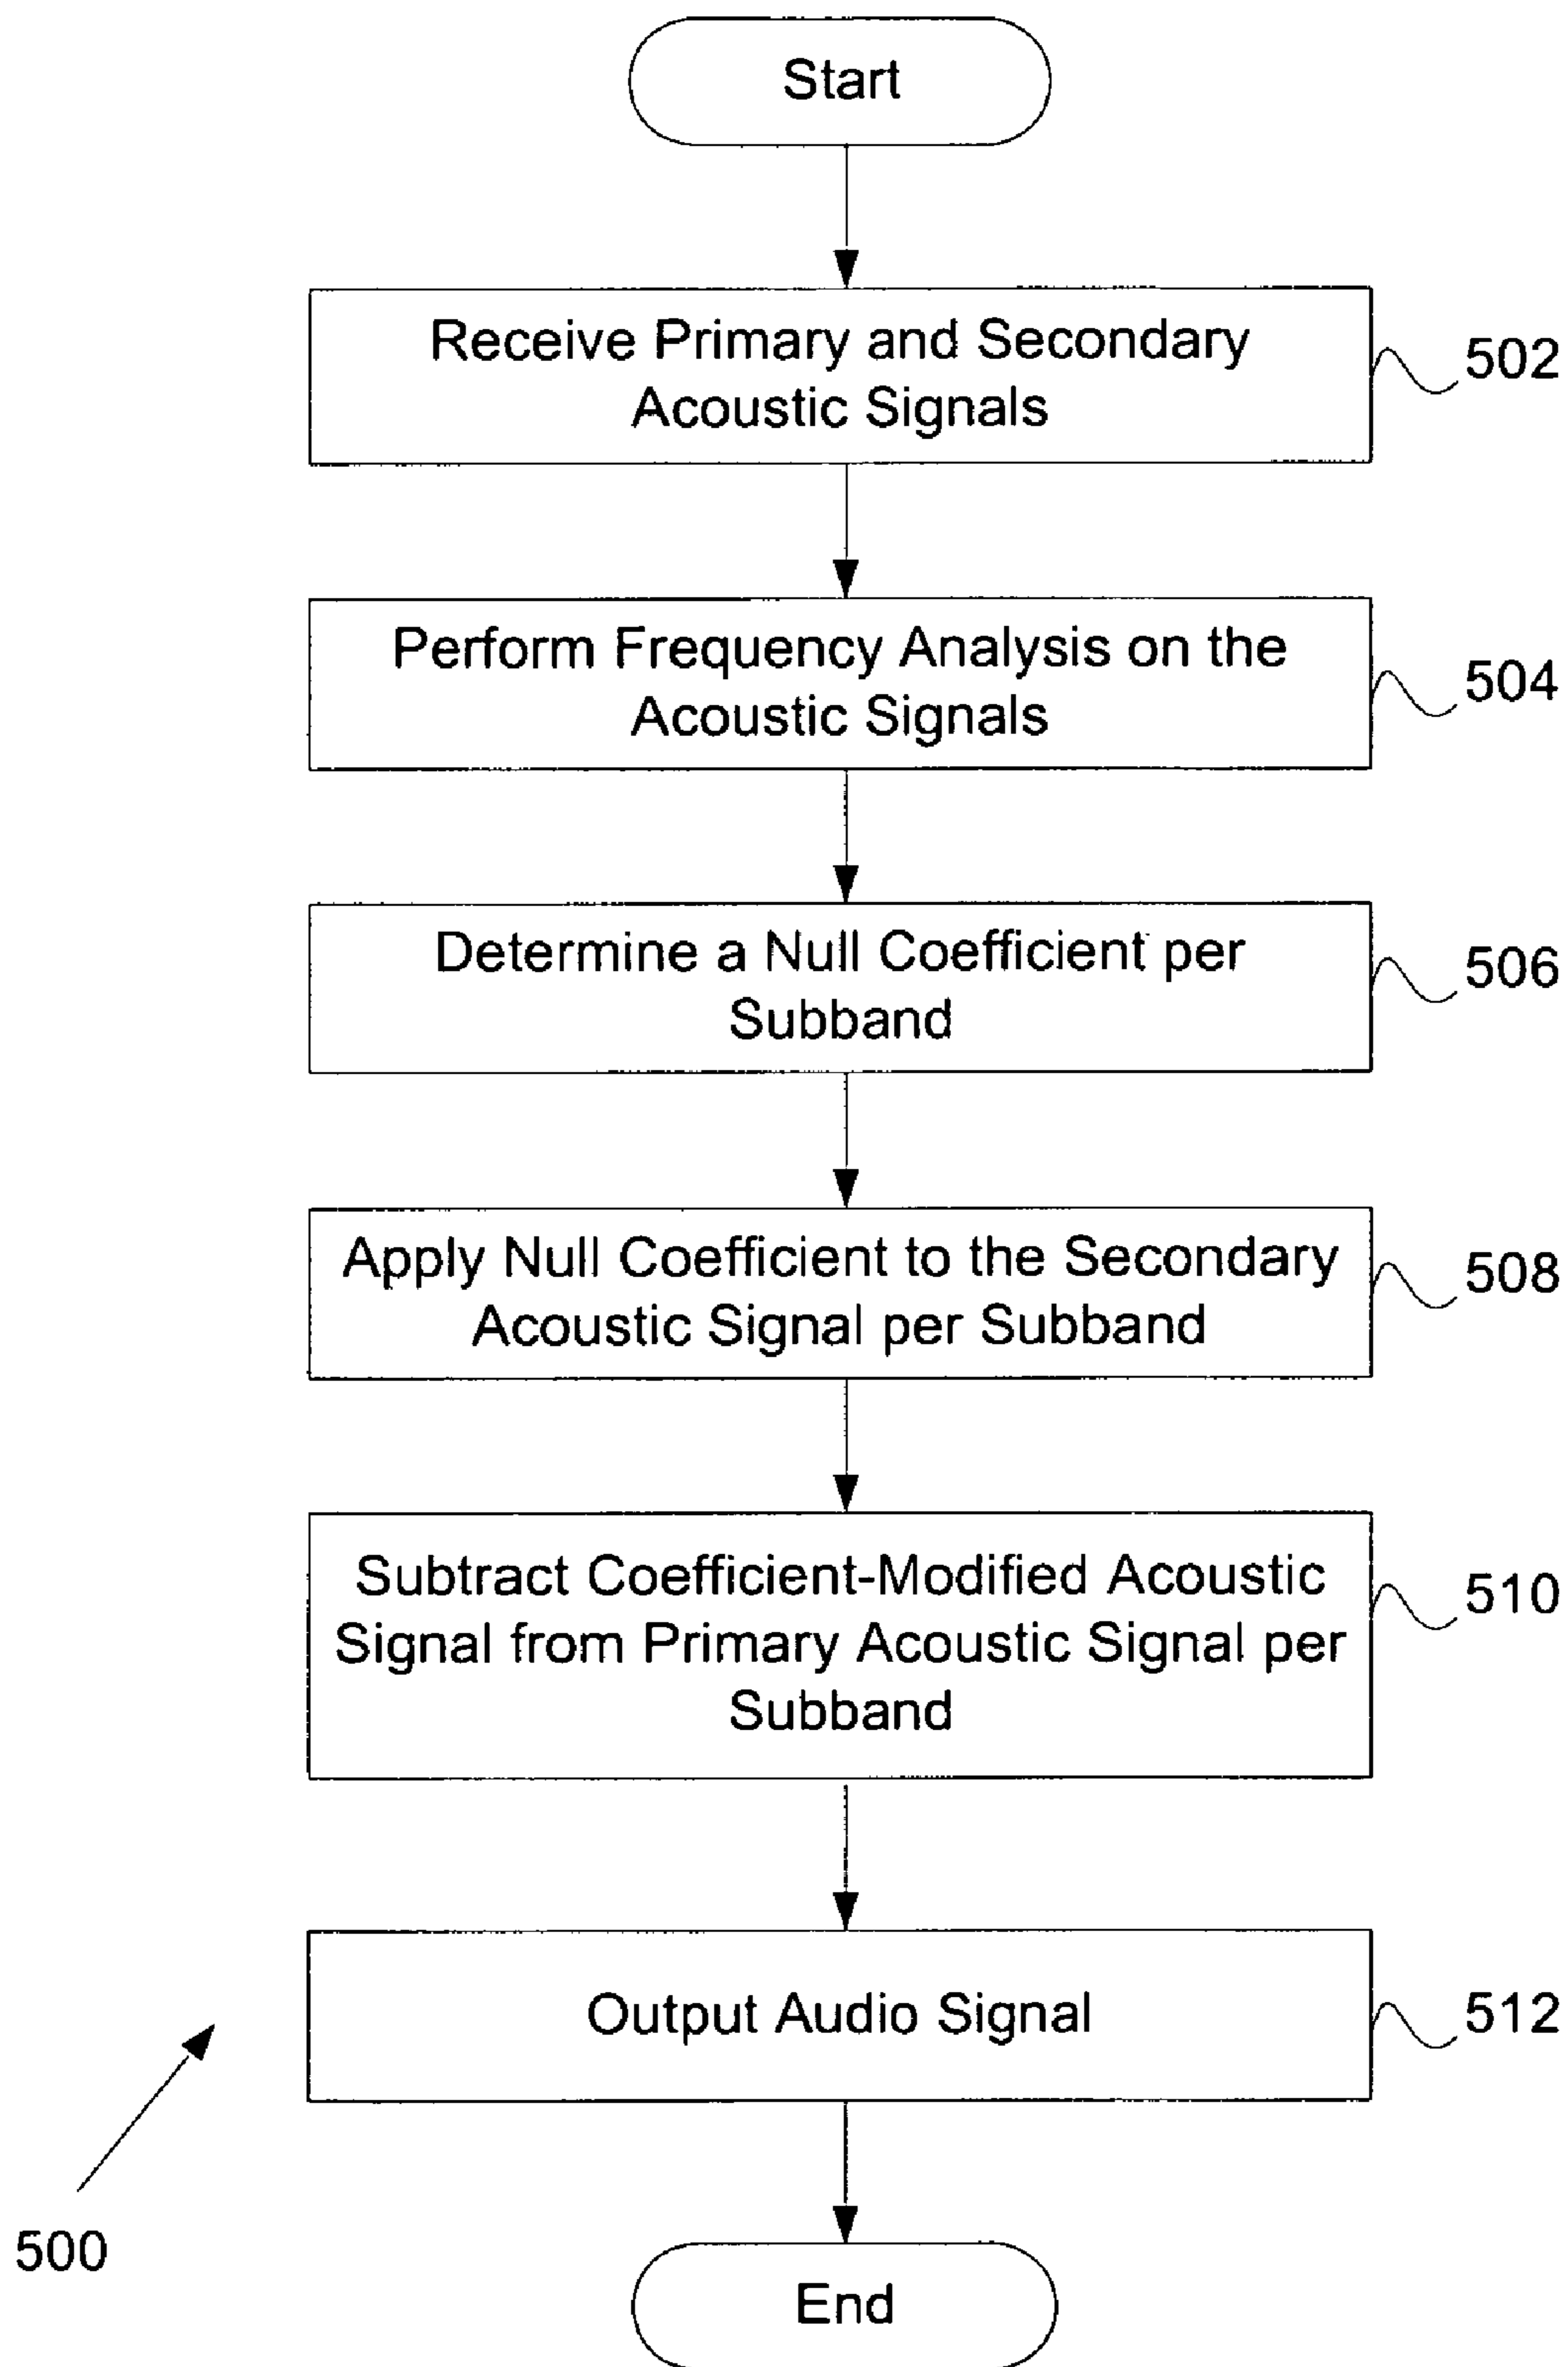 Start
Receive Primary and Secondary
Acoustic Signals
502
Perform Frequency Analysis on the
Acoustic Signals
504
Determine a Null Coefficient per
Subband
506
Apply Null Coefficient to the Secondary
Acoustic Signal per Subband
508
Subtract Coefficient-Modified Acoustic
Signal from Primary Acoustic Signal per
Subband
510
Output Audio Signal
512
500
End